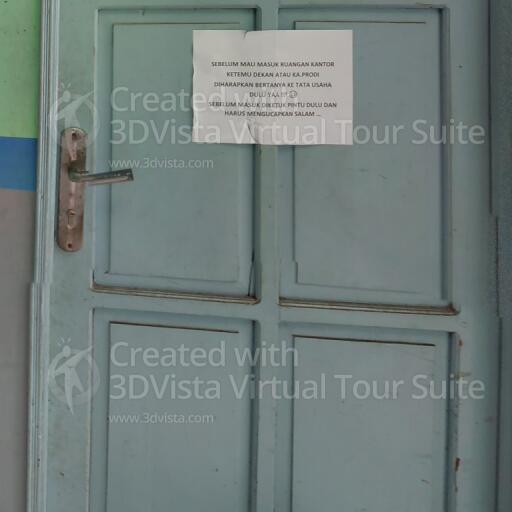 SEBELUM MAU MASUK RUANGAN KANTOR
KETEMU DEKAN ATAU KA.PRODI
DIHARAPKAN BERTANYA KE TATA USAHA
DULU YAA!!! 😊
SEBELUM MASUK DIKETUK PINTU DULU DAN
HARUS MENGUCAPKAN SALAM ...
Created with
3DVista Virtual Tour Suite
www.3dvista.com
Created with
3DVista Virtual Tour Suite
www.3dvista.com